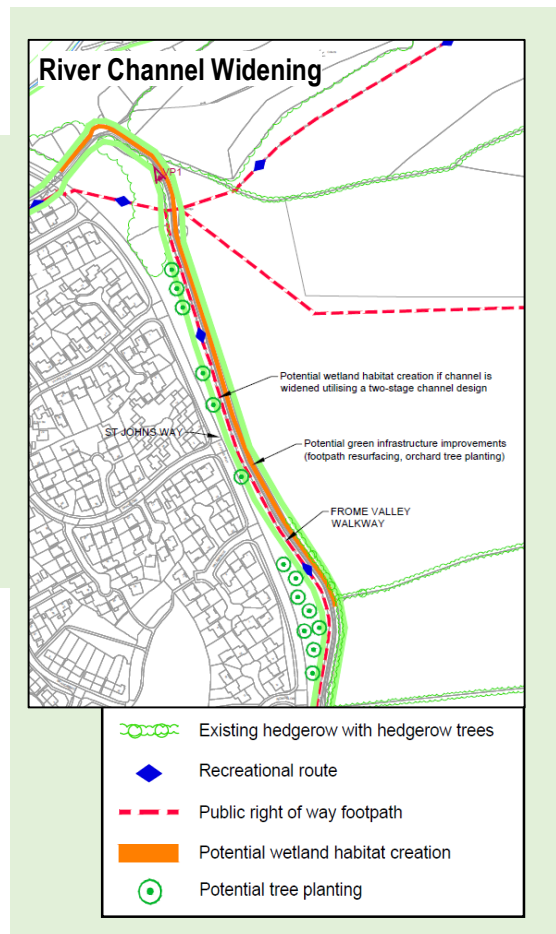 River Channel Widening
VP1
Potential wetland habitat creation if channel is
widened utilising a two-stage channel design
ST JOHNS WAY
Potential green infrastructure improvements
(footpath resurfacing, orchard tree planting)
FROME VALLEY
WALKWAY
Existing hedgerow with hedgerow trees
Recreational route
Public right of way footpath
Potential wetland habitat creation
Potential tree planting